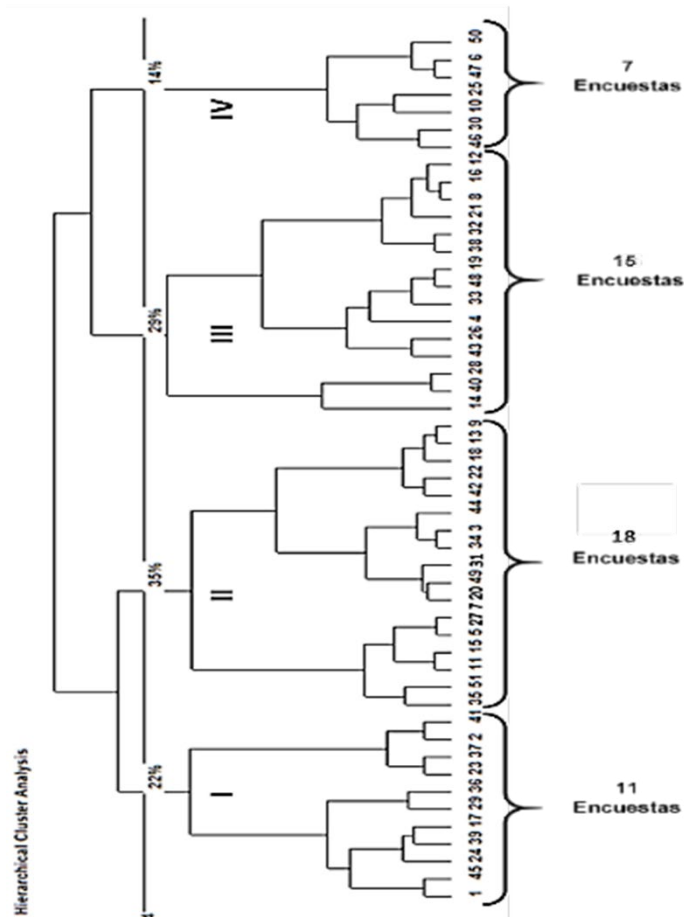 Hierarchical Cluster Analysis
22% 35% 29% 14%
I II III IV
1 45 24 39 17 29 36 23 37 2 41 35 51 11 15 5 27 7 20 49 31 34 3 44 42 22 18 13 9 14 40 28 43 26 4 33 48 19 38 32 21 8 16 12 46 30 10 25 47 6 50
7
Encuestas
15
Encuestas
18
Encuestas
11
Encuestas